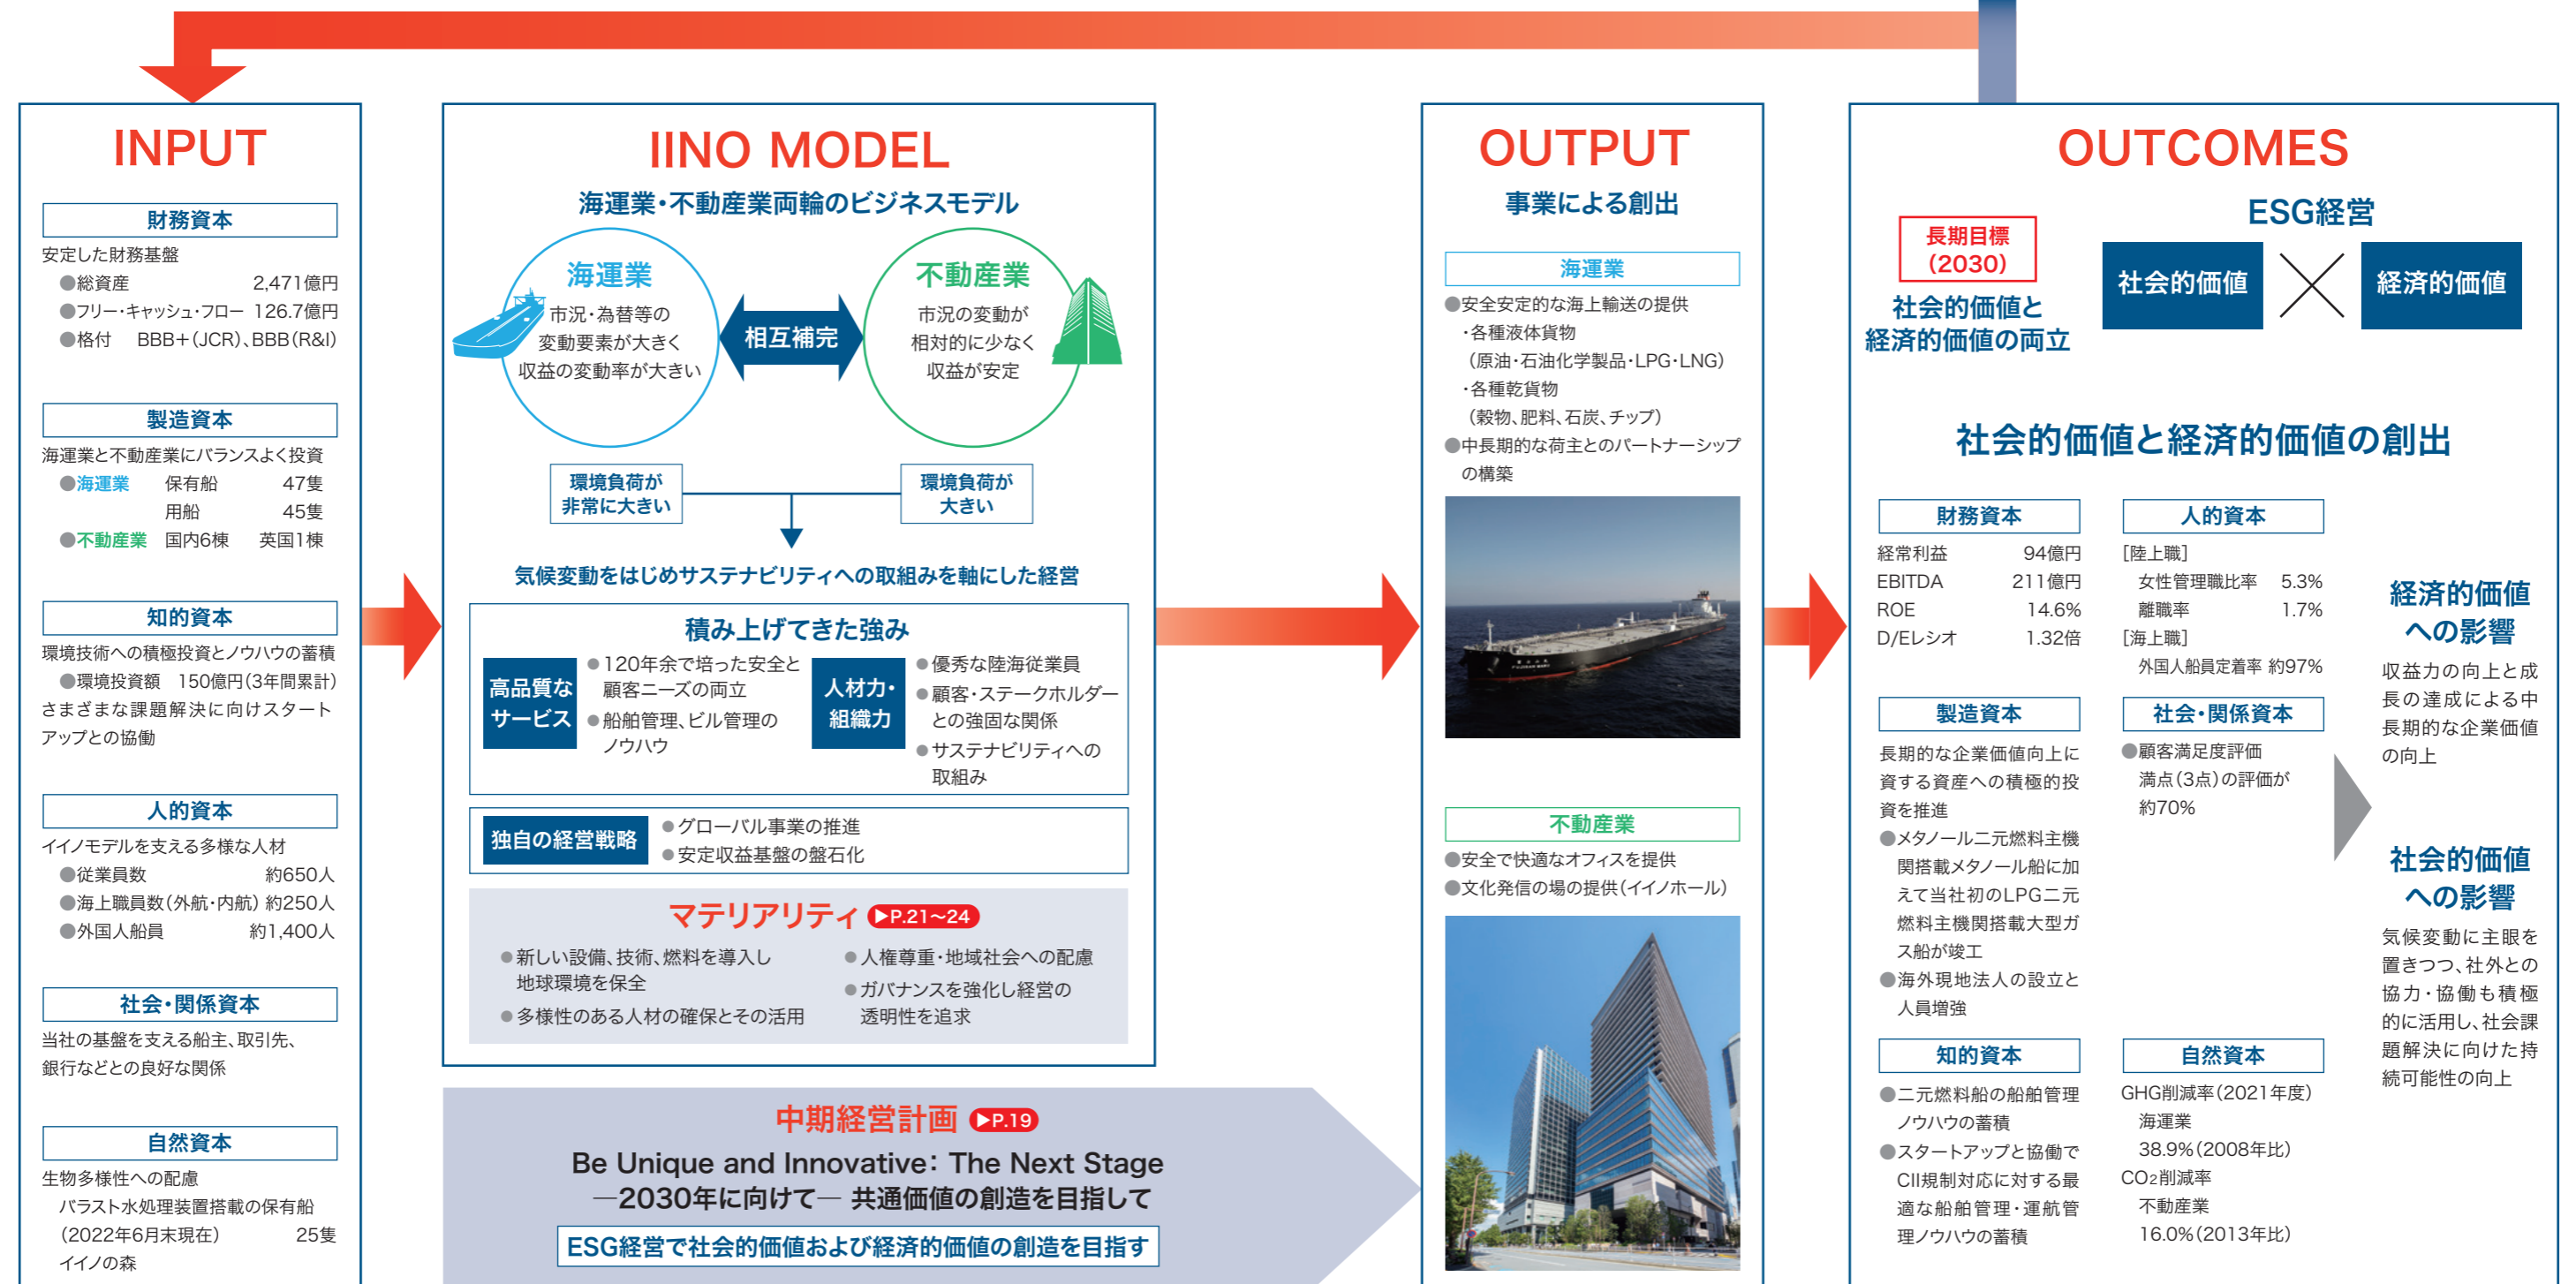 INPUT
財務資本
安定した財務基盤
●総資産 2,471億円
●フリー・キャッシュ・フロー 126.7億円
●格付 BBB+(JCR)、BBB(R&I)
製造資本
海運業と不動産業にバランスよく投資
●海運業 保有船 47隻
用船 45隻
●不動産業 国内6棟 英国1棟
知的資本
環境技術への積極投資とノウハウの蓄積
●環境投資額 150億円(3年間累計)
さまざまな課題解決に向けスタート
アップとの協働
人的資本
イイノモデルを支える多様な人材
●従業員数 約650人
●海上職員数(外航・内航) 約250人
●外国人船員 約1,400人
社会・関係資本
当社の基盤を支える船主、取引先、
銀行などとの良好な関係
自然資本
生物多様性への配慮
バラスト水処理装置搭載の保有船
(2022年6月末現在) 25隻
イイノの森
IINO MODEL
海運業・不動産業両輪のビジネスモデル
海運業
市況・為替等の
変動要素が大きく
収益の変動率が大きい
相互補完
不動産業
市況の変動が
相対的に少なく
収益が安定
環境負荷が
非常に大きい
環境負荷が
大きい
気候変動をはじめサステナビリティへの取組みを軸にした経営
積み上げてきた強み
高品質な
サービス
●120年余で培った安全と
顧客ニーズの両立
●船舶管理、ビル管理の
ノウハウ
人材力・
組織力
●優秀な陸海従業員
●顧客・ステークホルダー
との強固な関係
●サステナビリティへの
取組み
独自の経営戦略
●グローバル事業の推進
●安定収益基盤の盤石化
マテリアリティ ▶P.21〜24
●新しい設備、技術、燃料を導入し
地球環境を保全
●多様性のある人材の確保とその活用
●人権尊重・地域社会への配慮
●ガバナンスを強化し経営の
透明性を追求
中期経営計画 ▶P.19
Be Unique and Innovative: The Next Stage
―2030年に向けて― 共通価値の創造を目指して
ESG経営で社会的価値および経済的価値の創造を目指す
OUTPUT
事業による創出
海運業
●安全安定的な海上輸送の提供
・各種液体貨物
(原油・石油化学製品・LPG・LNG)
・各種乾貨物
(穀物、肥料、石炭、チップ)
●中長期的な荷主とのパートナーシップ
の構築
不動産業
●安全で快適なオフィスを提供
●文化発信の場の提供(イイノホール)
OUTCOMES
長期目標
(2030)
社会的価値と
経済的価値の両立
ESG経営
社会的価値
経済的価値
社会的価値と経済的価値の創出
財務資本
経常利益 94億円
EBITDA 211億円
ROE 14.6%
D/Eレシオ 1.32倍
人的資本
[陸上職]
女性管理職比率 5.3%
離職率 1.7%
[海上職]
外国人船員定着率 約97%
製造資本
長期的な企業価値向上に
資する資産への積極的投
資を推進
●メタノール二元燃料主機
関搭載メタノール船に加
えて当社初のLPG二元
燃料主機関搭載大型ガ
ス船が竣工
●海外現地法人の設立と
人員増強
社会・関係資本
●顧客満足度評価
満点(3点)の評価が
約70%
知的資本
●二元燃料船の船舶管理
ノウハウの蓄積
●スタートアップと協働で
CII規制対応に対する最
適な船舶管理・運航管
理ノウハウの蓄積
自然資本
GHG削減率(2021年度)
海運業
38.9%(2008年比)
CO2削減率
不動産業
16.0%(2013年比)
経済的価値
への影響
収益力の向上と成
長の達成による中
長期的な企業価値
の向上
社会的価値
への影響
気候変動に主眼を
置きつつ、社外との
協力・協働も積極
的に活用し、社会課
題解決に向けた持
続可能性の向上